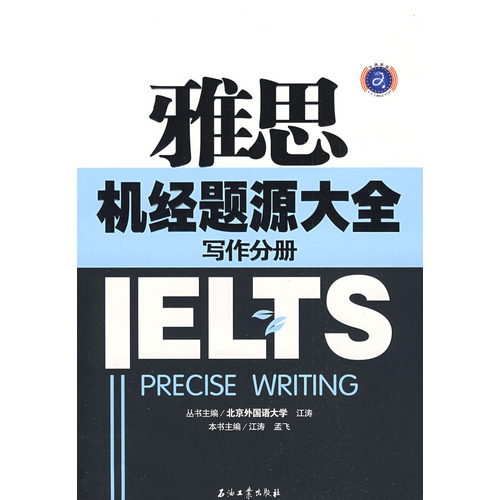 雅思
机经题源大全
写作分册
IELTS
PRECISE WRITING
丛书主编/北京外国语大学 江涛
本书主编/江涛 孟飞
石油工业出版社